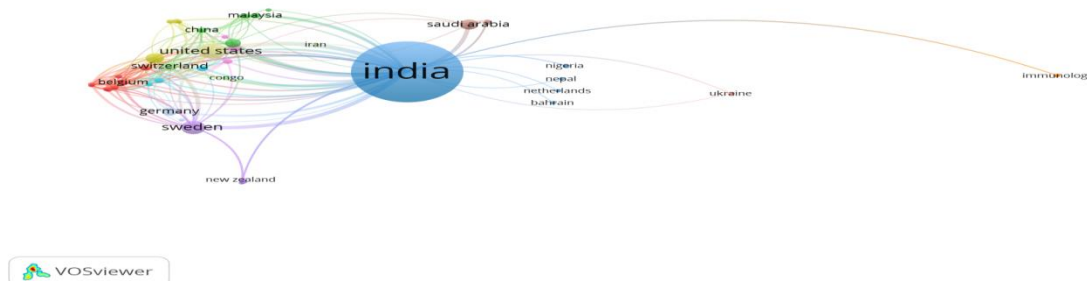 malaysia
saudi arabia
china
united states
iran
india
switzerland
nigeria
immunolog
belgium
congo
nepal
netherlands
ukraine
bahrain
germany
sweden
new zealand
VOSviewer